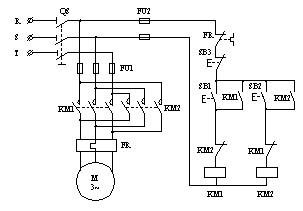 R QS FU2
S
T
FR
SB3
FU1
SB1 SB2
KM1 KM2 KM1 KM2
FR
KM2 KM1
M
3~
KM1 KM2